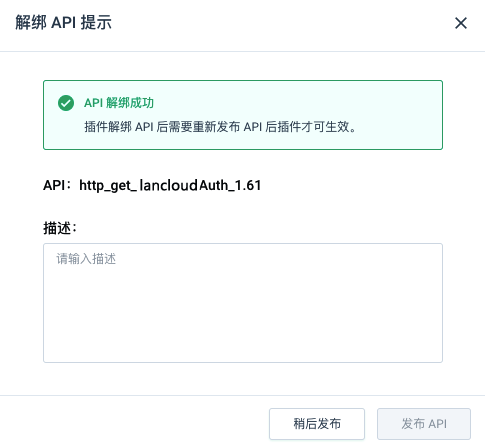 解绑 API 提示
API 解绑成功
插件解绑 API 后需要重新发布 API 后插件才可生效。
API：http_get_lancloudAuth_1.61
描述：
请输入描述
稍后发布
发布 API